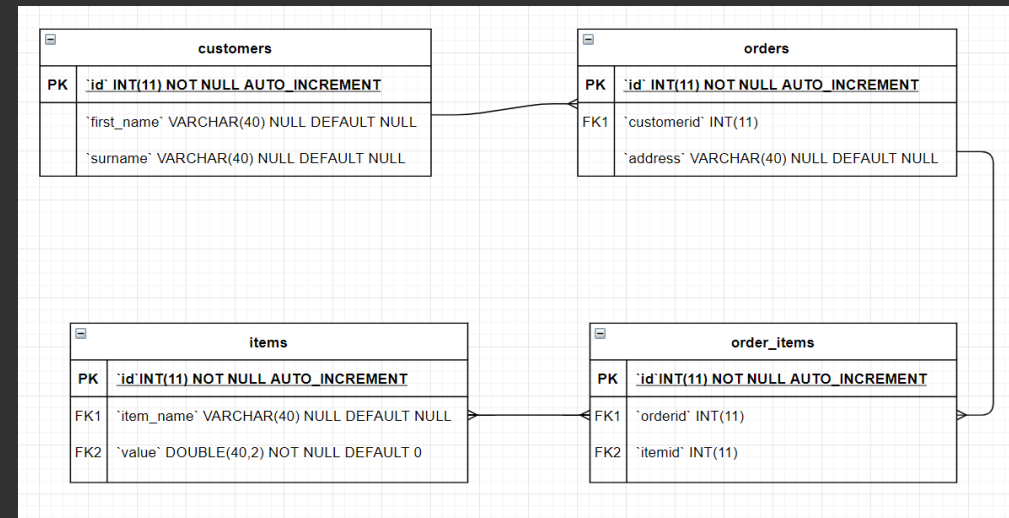 customers
PK `id` INT(11) NOT NULL AUTO_INCREMENT
`first_name` VARCHAR(40) NULL DEFAULT NULL
`surname` VARCHAR(40) NULL DEFAULT NULL
orders
PK `id` INT(11) NOT NULL AUTO_INCREMENT
FK1 `customerid` INT(11)
`address` VARCHAR(40) NULL DEFAULT NULL
items
PK `id`INT(11) NOT NULL AUTO_INCREMENT
FK1 `item_name` VARCHAR(40) NULL DEFAULT NULL
FK2 `value` DOUBLE(40,2) NOT NULL DEFAULT 0
order_items
PK `id`INT(11) NOT NULL AUTO_INCREMENT
FK1 `orderid` INT(11)
FK2 `itemid` INT(11)